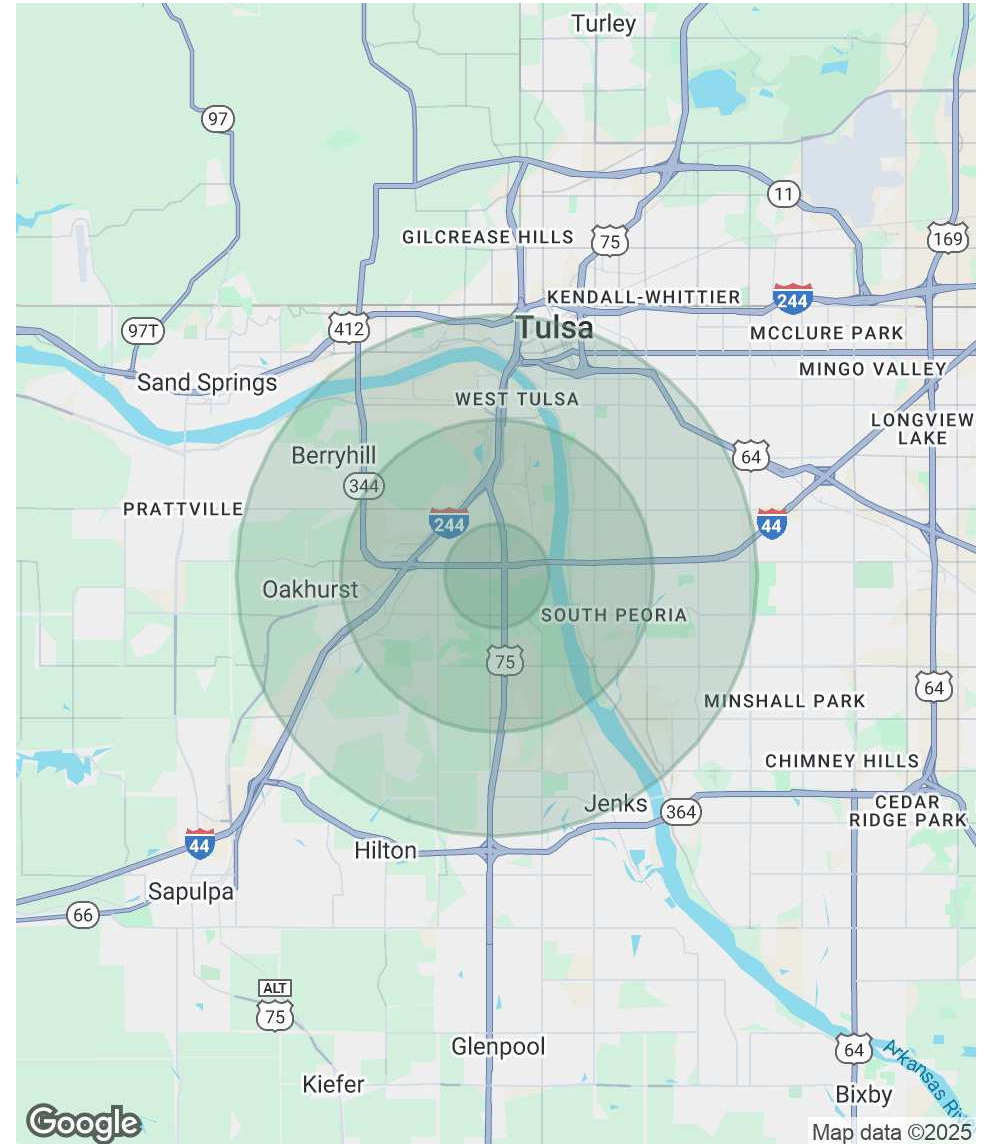 Turley
97
11
GILCREASE HILLS
75
169
KENDALL-WHITTIER
244
97T
412
Tulsa
MCCLURE PARK
MINGO VALLEY
Sand Springs
WEST TULSA
LONGVIEW
LAKE
Berryhill
64
344
PRATTVILLE
244
44
Oakhurst
SOUTH PEORIA
75
64
MINSHALL PARK
CHIMNEY HILLS
Jenks
364
CEDAR
RIDGE PARK
44
Hilton
Sapulpa
66
ALT
75
Glenpool
64
Arkansas Riv
Kiefer
Bixby
Google
Map data ©2025